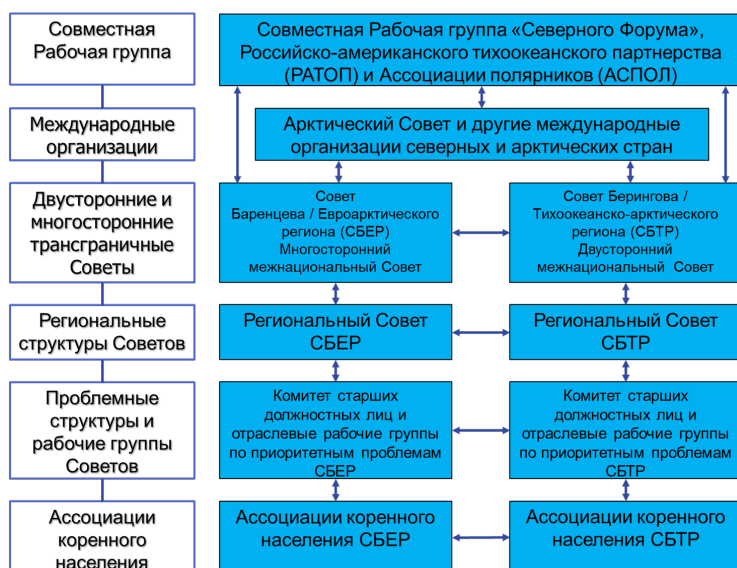 Совместная
Рабочая группа
Совместная Рабочая группа «Северного Форума»,
Российско-американского тихоокеанского партнерства
(РАТОП) и Ассоциации полярников (АСПОЛ)
Международные
организации
Арктический Совет и другие международные
организации северных и арктических стран
Двусторонние и
многосторонние
трансграничные
Советы
Совет
Баренцева / Евроарктического
региона (СБЕР)
Многосторонний
межнациональный Совет
Совет Берингова /
Тихоокеанско-арктического
региона (СБТР)
Двусторонний
межнациональный Совет
Региональные
структуры Советов
Региональный Совет
СБЕР
Региональный Совет
СБТР
Проблемные
структуры и
рабочие группы
Советов
Комитет старших
должностных лиц и
отраслевые рабочие группы
по приоритетным проблемам
СБЕР
Комитет старших
должностных лиц и
отраслевые рабочие группы
по приоритетным проблемам
СБТР
Ассоциации
коренного
населения
Ассоциации коренного
населения СБЕР
Ассоциации коренного
населения СБТР